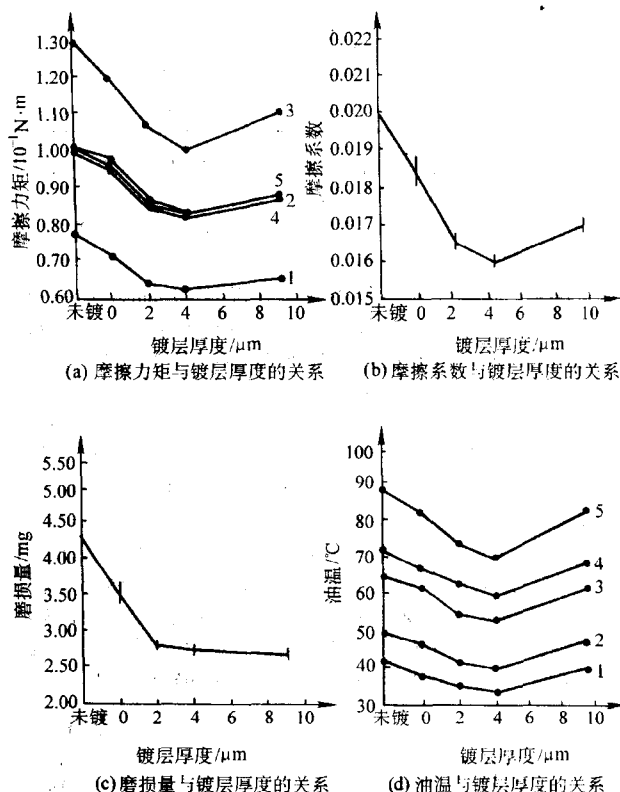 1.30
1.20
1.10
1.00
0.90
0.80
0.70
0.60
摩擦力矩/10⁻¹N·m
3
5
2
4
1
未镀 0 2 4 6 8 10
镀层厚度/μm
(a) 摩擦力矩与镀层厚度的关系
0.022
0.022
0.020
0.019
0.018
0.017
0.016
0.015
摩擦系数
未镀 0 2 4 6 8 10
镀层厚度/μm
(b) 摩擦系数与镀层厚度的关系
5.50
5.00
4.25
3.50
2.75
2.50
2.00
磨损量/mg
未镀 0 2 4 6 8 10
镀层厚度/μm
(c) 磨损量与镀层厚度的关系
100
90
80
70
60
50
40
30
油温/℃
5
4
3
2
1
未镀 0 2 4 6 8 10
镀层厚度/μm
(d) 油温与镀层厚度的关系